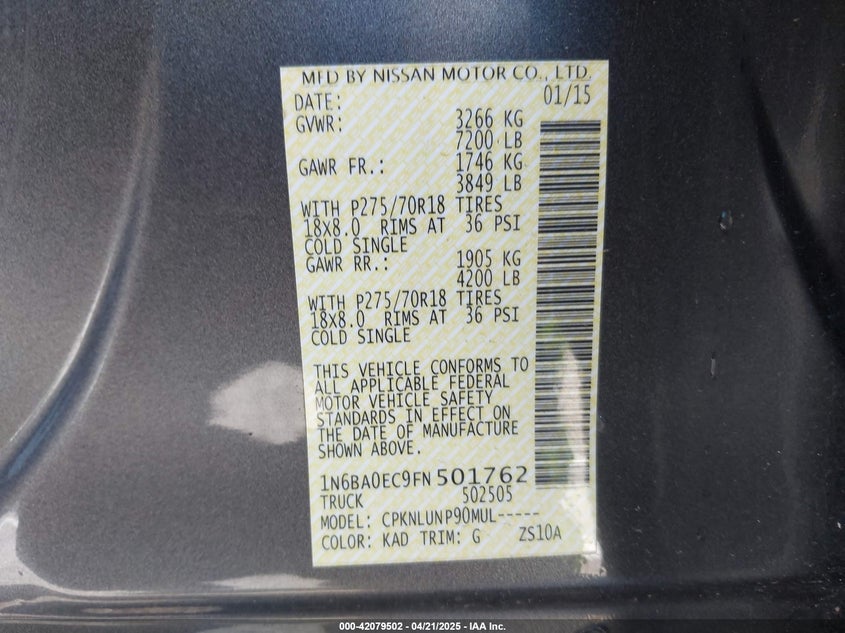 MFD BY NISSAN MOTOR CO., LTD.
DATE: 01/15
GVWR: 3266 KG
7200 LB
GAWR FR.: 1746 KG
3849 LB
WITH P275/70R18 TIRES
18X8.0 RIMS AT 36 PSI
COLD SINGLE
GAWR RR.: 1905 KG
4200 LB
WITH P275/70R18 TIRES
18X8.0 RIMS AT 36 PSI
COLD SINGLE
THIS VEHICLE CONFORMS TO
ALL APPLICABLE FEDERAL
MOTOR VEHICLE SAFETY
STANDARDS IN EFFECT ON
THE DATE OF MANUFACTURE
SHOWN ABOVE.
1N6BA0EC9FN501762
TRUCK 502505
MODEL: CPKNLUNP90MUL-----
COLOR: KAD TRIM: G ZS10A
000-42079502 - 04/21/2025 - IAA Inc.